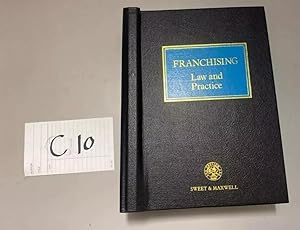 C 10
FRANCHISING
Law and
Practice
SWEET & MAXWELL